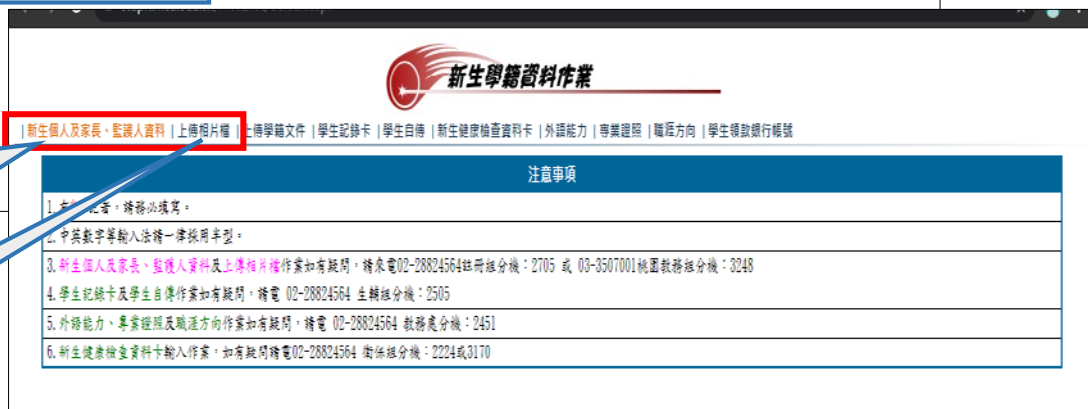 新生學籍資料作業
|新生個人及家長、監護人資料 |上傳相片檔 |上傳學籍文件 |學生記錄卡 |學生自傳 |新生健康檢查資料卡 |外語能力 |專業證照 |職涯方向 |學生領款銀行帳號
注意事項
1. 有 記者，請務必填寫。
2. 中英數字等輸入法請一律採用半型。
3. 新生個人及家長、監護人資料及上傳相片檔作業如有疑問，請來電02-28824564註冊組分機：2705 或 03-3507001桃園教務組分機：3248
4. 學生記錄卡及學生自傳作業如有疑問，請電 02-28824564 生輔組分機：2505
5. 外語能力、專業證照及職涯方向作業如有疑問，請電 02-28824564 教務處分機：2451
6. 新生健康檢查資料卡輸入作業，如有疑問請電02-28824564 衛保組分機：2224或3170